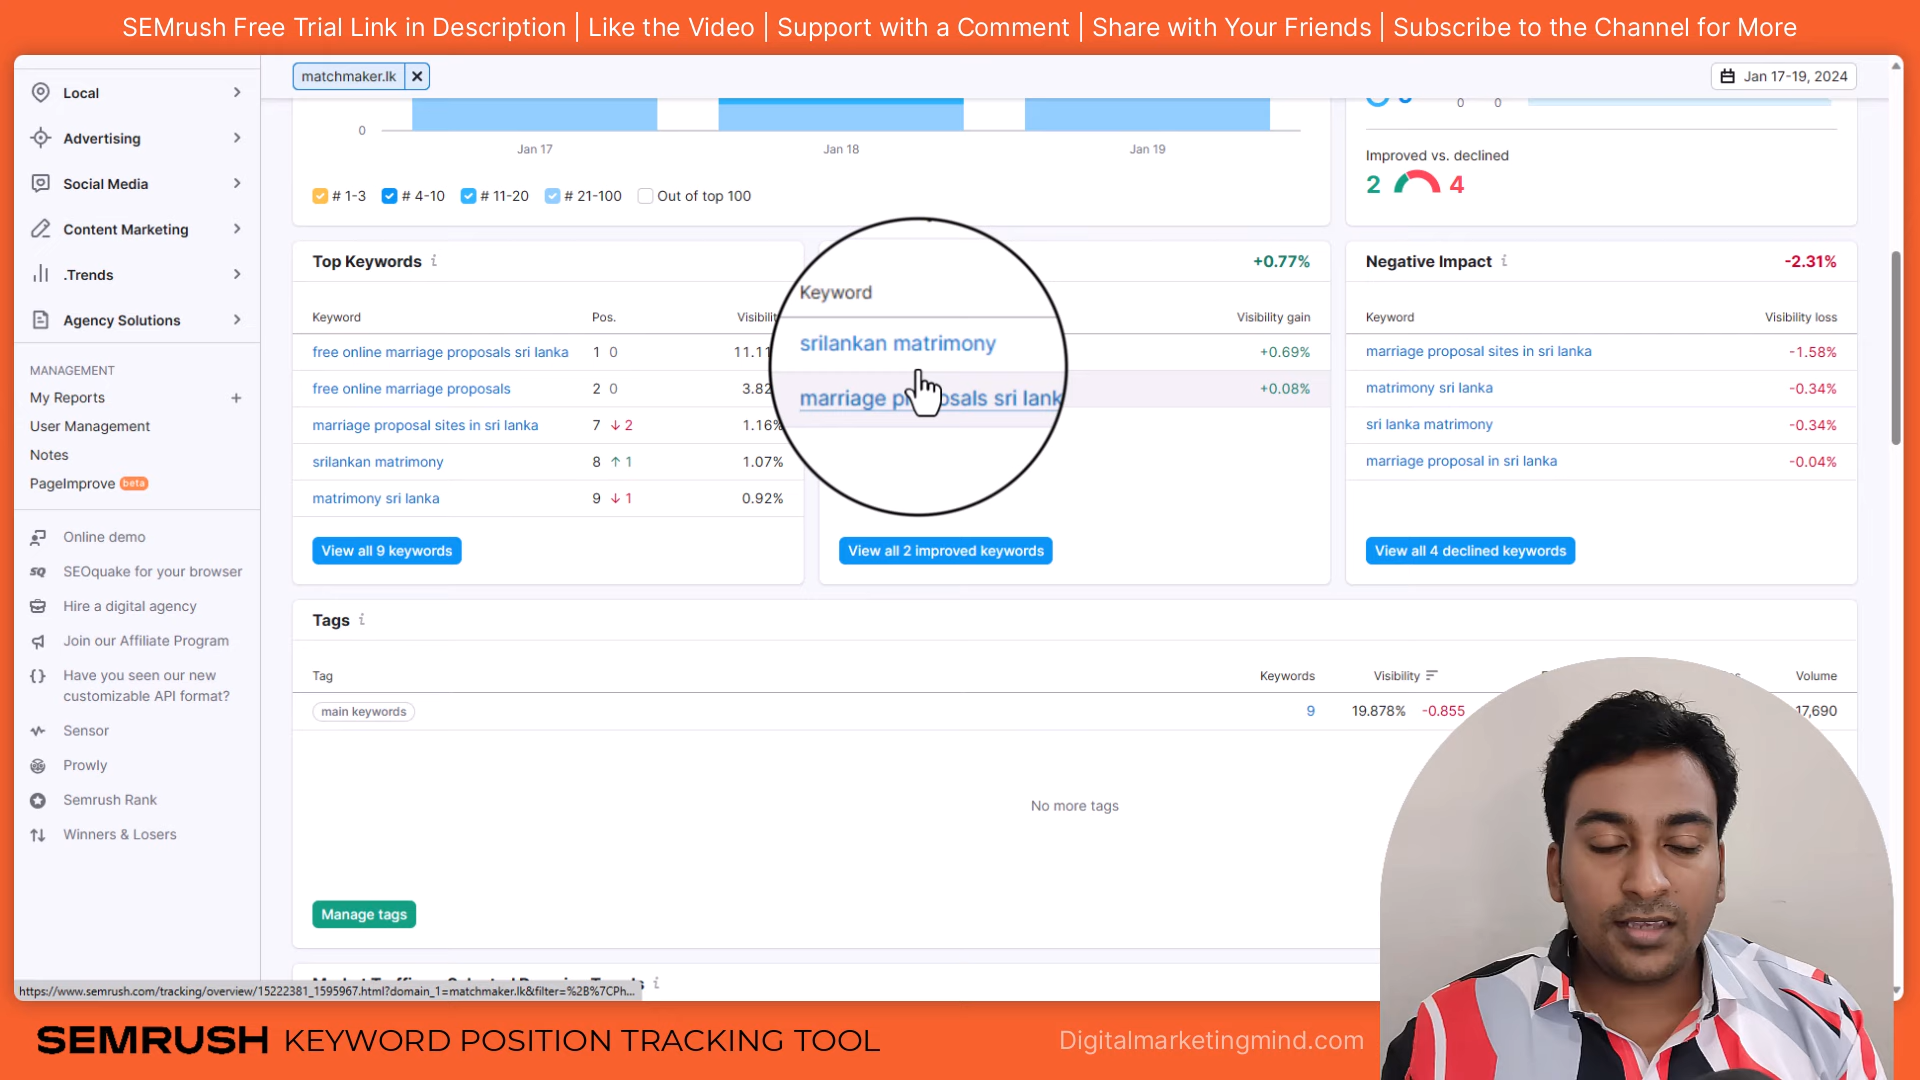 SEMrush Free Trial Link in Description | Like the Video | Support with a Comment | Share with Your Friends | Subscribe to the Channel for More
matchmaker.lk
Jan 17-19, 2024
Local
Advertising
Social Media
Content Marketing
.Trends
Agency Solutions
MANAGEMENT
My Reports +
User Management
Notes
PageImprove beta
Online demo
SEOquake for your browser
Hire a digital agency
Join our Affiliate Program
Have you seen our new
customizable API format?
Sensor
Prowly
Semrush Rank
Winners & Losers
0
Jan 17 Jan 18 Jan 19
# 1-3 # 4-10 # 11-20 # 21-100 Out of top 100
0 0
Improved vs. declined
2 4
Top Keywords
Keyword Pos.
free online marriage proposals sri lanka 1 0
free online marriage proposals 2 0
marriage proposal sites in sri lanka 7 ↓ 2 1.16%
srilankan matrimony 8 ↑ 1 1.07%
matrimony sri lanka 9 ↓ 1 0.92%
View all 9 keywords
+0.77%
Keyword
Visibility gain
srilankan matrimony +0.69%
marriage sri +0.08%
View all 2 improved keywords
Negative Impact -2.31%
Keyword Visibility loss
marriage proposal sites in sri lanka -1.58%
matrimony sri lanka -0.34%
sri lanka matrimony -0.34%
marriage proposal in sri lanka -0.04%
View all 4 declined keywords
Tags
Tag Keywords Visibility Volume
main keywords 9 19.878% -0.855 17,690
No more tags
Manage tags
https://www.semrush.com/tracking/overview/15222381_1595967.html?domain_1=matchmaker.lk&filter=%2B%7CPh...
SEMRUSH KEYWORD POSITION TRACKING TOOL
Digitalmarketingmind.com